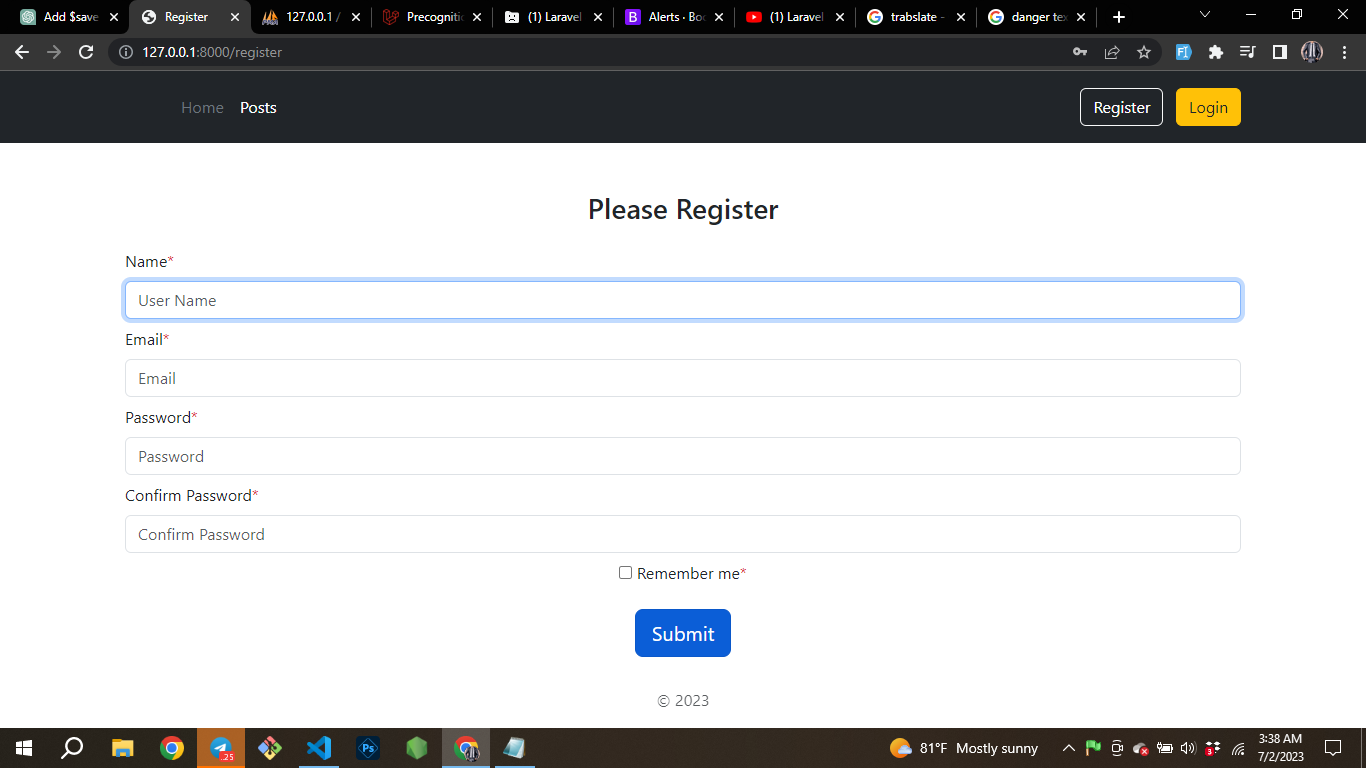 Add $save
Register
127.0.0.1 /
Precogniti
(1) Laravel
Alerts · Boo
(1) Laravel
trabslate -
danger tex
127.0.0.1:8000/register
Home Posts Register Login
Please Register
Name*
User Name
Email*
Email
Password*
Password
Confirm Password*
Confirm Password
Remember me*
Submit
© 2023
81°F Mostly sunny
3:38 AM
7/2/2023